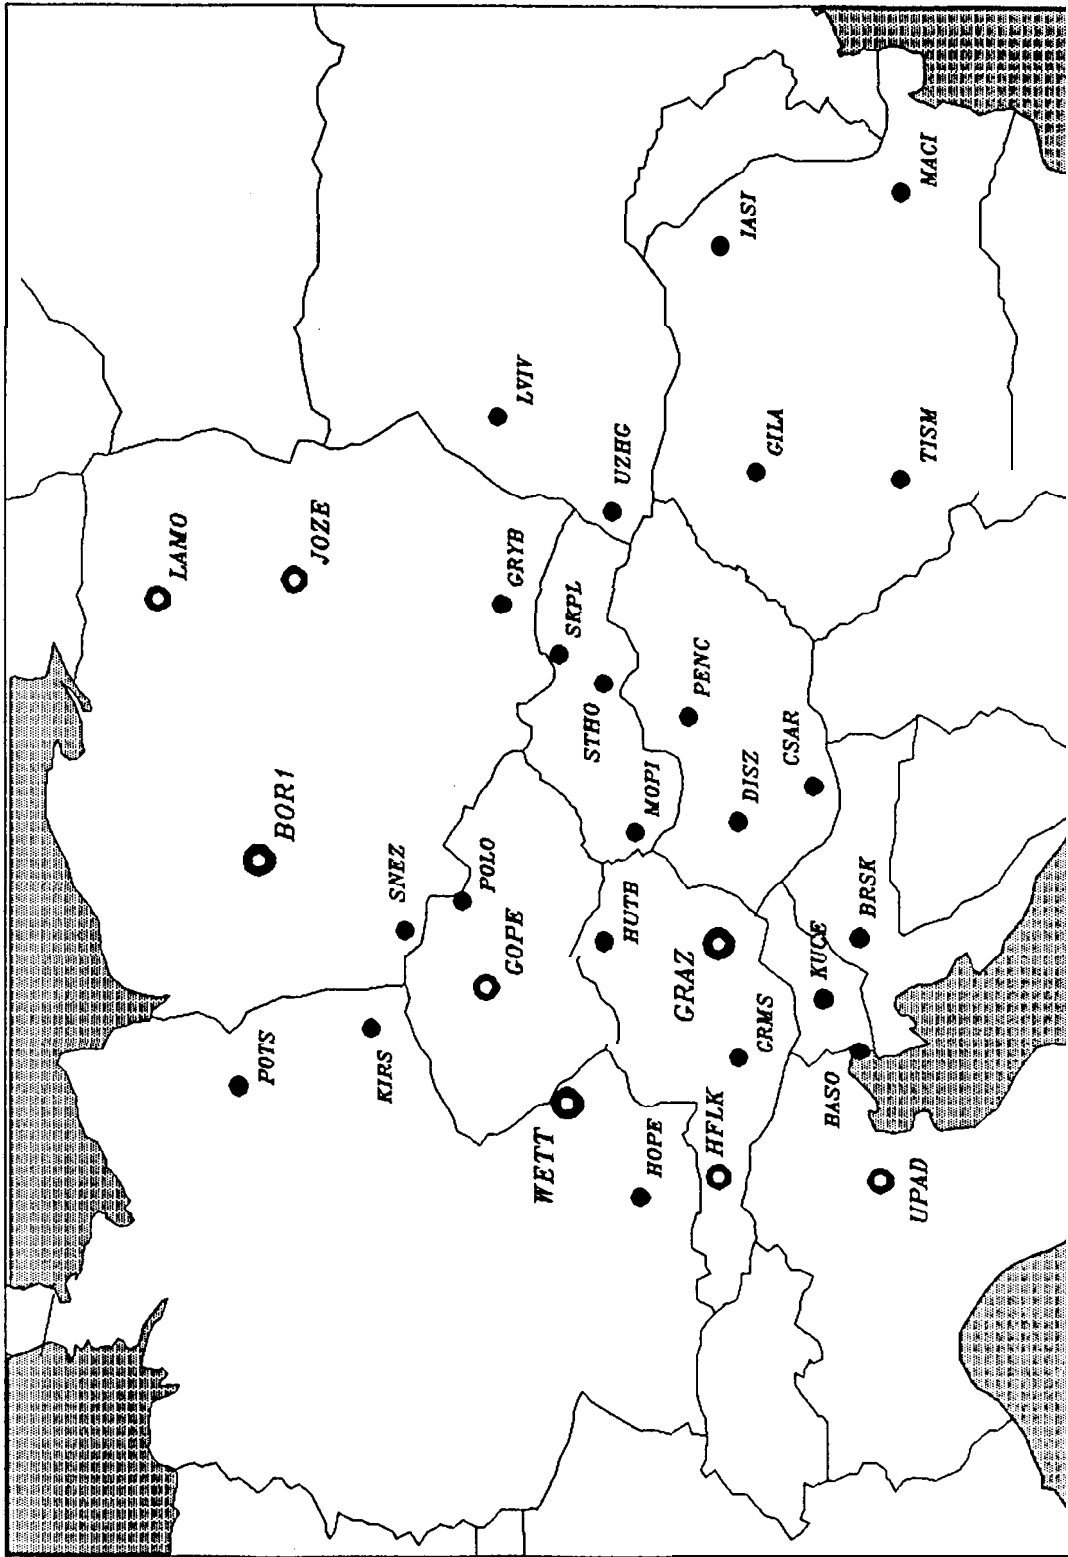 LAMO
JOZE
BOR1
POTS
KIRS
SNEZ
POLO
GOPE
LVIV
GRYB
UZHG
SKPL
STHO
WETT
HUTB
MOPI
PENC
HOPE
GRAZ
HFLK
GRMS
DISZ
CSAR
IASI
GILA
MACI
TISM
KUCE
BRSK
BASO
UPAD